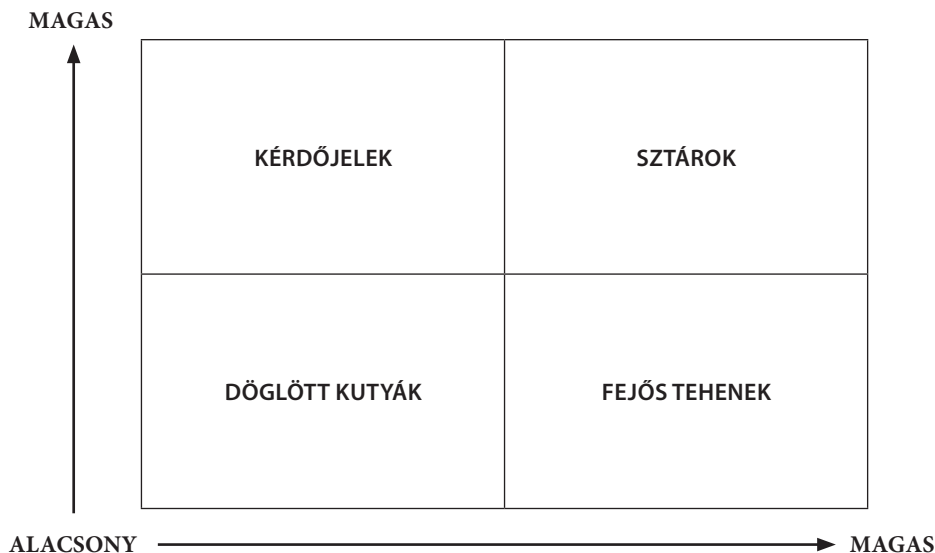 MAGAS
KÉRDŐJELEK
SZTÁROK
DÖGLÖTT KUTYÁK
FEJŐS TEHENEK
ALACSONY
MAGAS